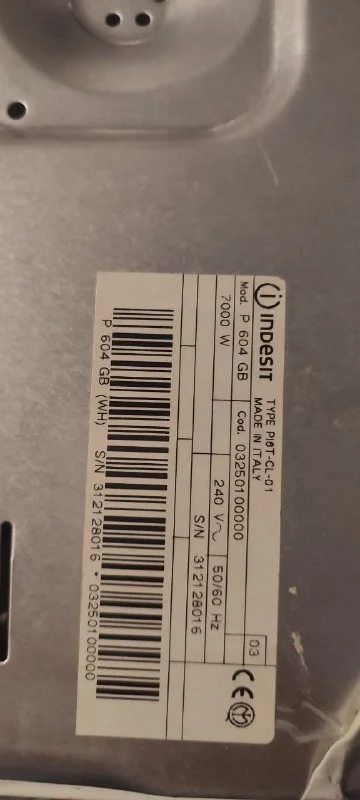 INDESIT
TYPE PI6T-CL-01
MADE IN ITALY
Mod. P 604 GB
Cod. 03250100000
03
7000 W
240 V~
50/60 Hz
S/N 312128016
CE
P 604 GB (WH) S/N 312128016 * 03250100000